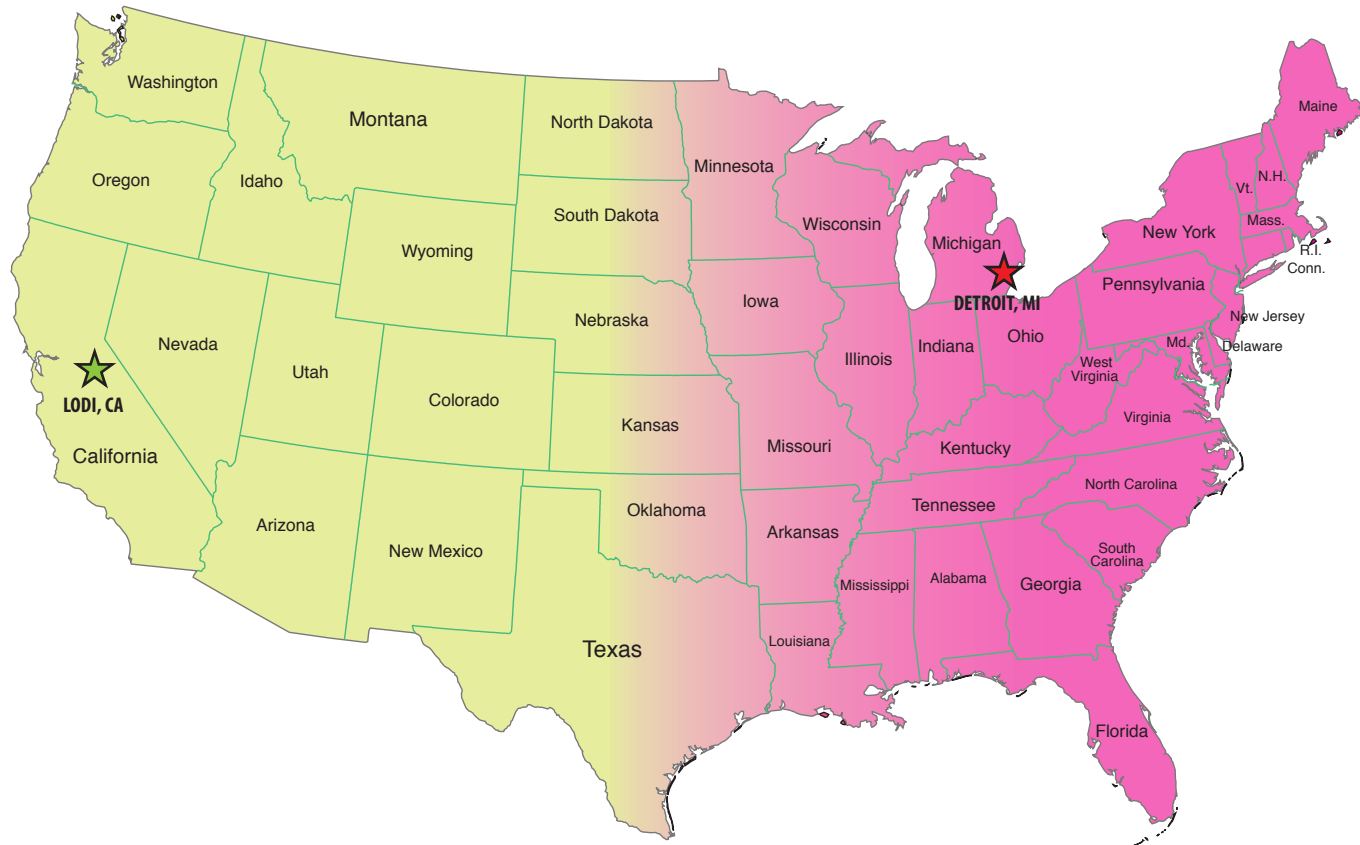 Washington
Montana
North Dakota
Minnesota
Maine
Oregon
Idaho
Vt.
N.H.
South Dakota
Wisconsin
Mass.
Wyoming
Michigan
New York
R.I.
Conn.
Pennsylvania
DETROIT, MI
Iowa
Nebraska
New Jersey
Nevada
Ohio
Indiana
Illinois
Md.
Delaware
Utah
West
Virginia
LODI, CA
Colorado
Kansas
Virginia
California
Missouri
Kentucky
North Carolina
Arizona
Oklahoma
Tennessee
Arkansas
New Mexico
South
Carolina
Mississippi
Alabama
Georgia
Texas
Louisiana
Florida